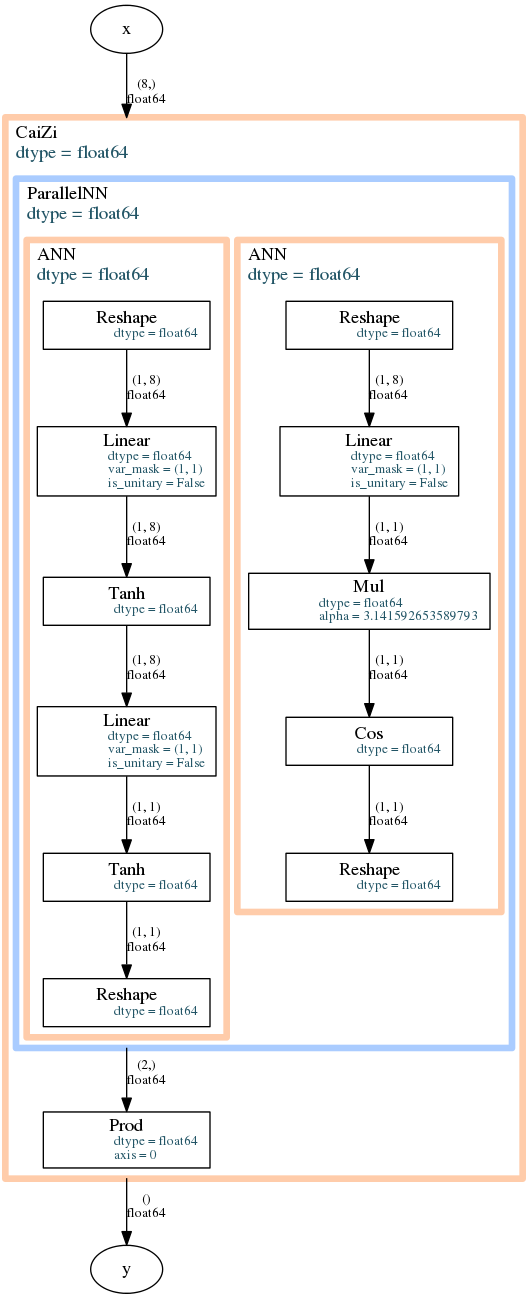 x
(8,)
float64
CaiZi
dtype = float64
ParallelNN
dtype = float64
ANN
dtype = float64
Reshape
dtype = float64
(1, 8)
float64
Linear
dtype = float64
var_mask = (1, 1)
is_unitary = False
(1, 8)
float64
Tanh
dtype = float64
(1, 8)
float64
Linear
dtype = float64
var_mask = (1, 1)
is_unitary = False
(1, 1)
float64
Tanh
dtype = float64
(1, 1)
float64
Reshape
dtype = float64
ANN
dtype = float64
Reshape
dtype = float64
(1, 8)
float64
Linear
dtype = float64
var_mask = (1, 1)
is_unitary = False
(1, 1)
float64
Mul
dtype = float64
alpha = 3.141592653589793
(1, 1)
float64
Cos
dtype = float64
(1, 1)
float64
Reshape
dtype = float64
(2,)
float64
Prod
dtype = float64
axis = 0
()
float64
y